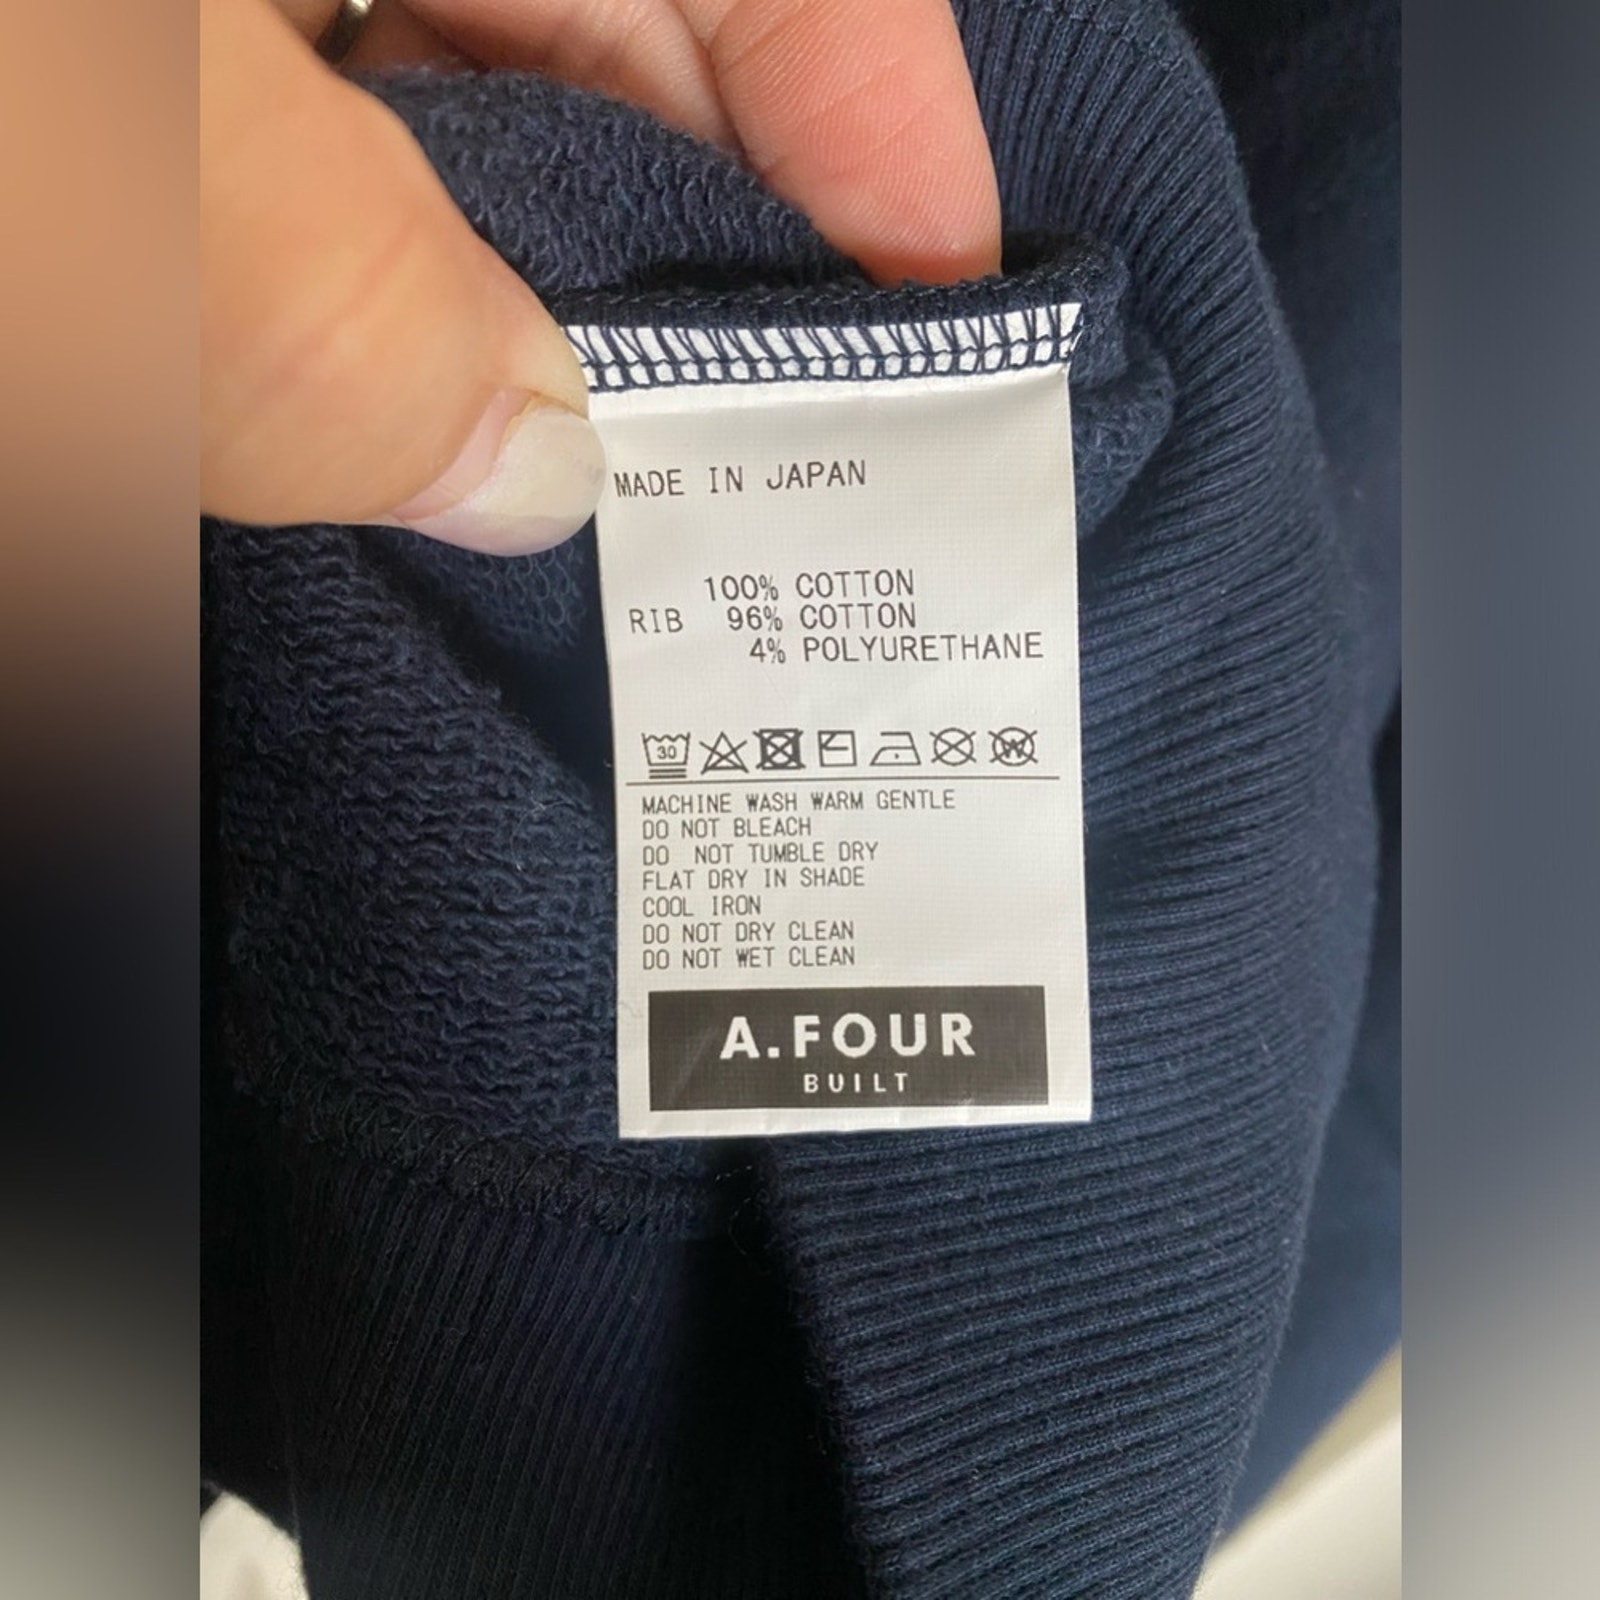 MADE IN JAPAN
100% COTTON
RIB 96% COTTON
4% POLYURETHANE
30
W
MACHINE WASH WARM GENTLE
DO NOT BLEACH
DO NOT TUMBLE DRY
FLAT DRY IN SHADE
COOL IRON
DO NOT DRY CLEAN
DO NOT WET CLEAN
A.FOUR
BUILT